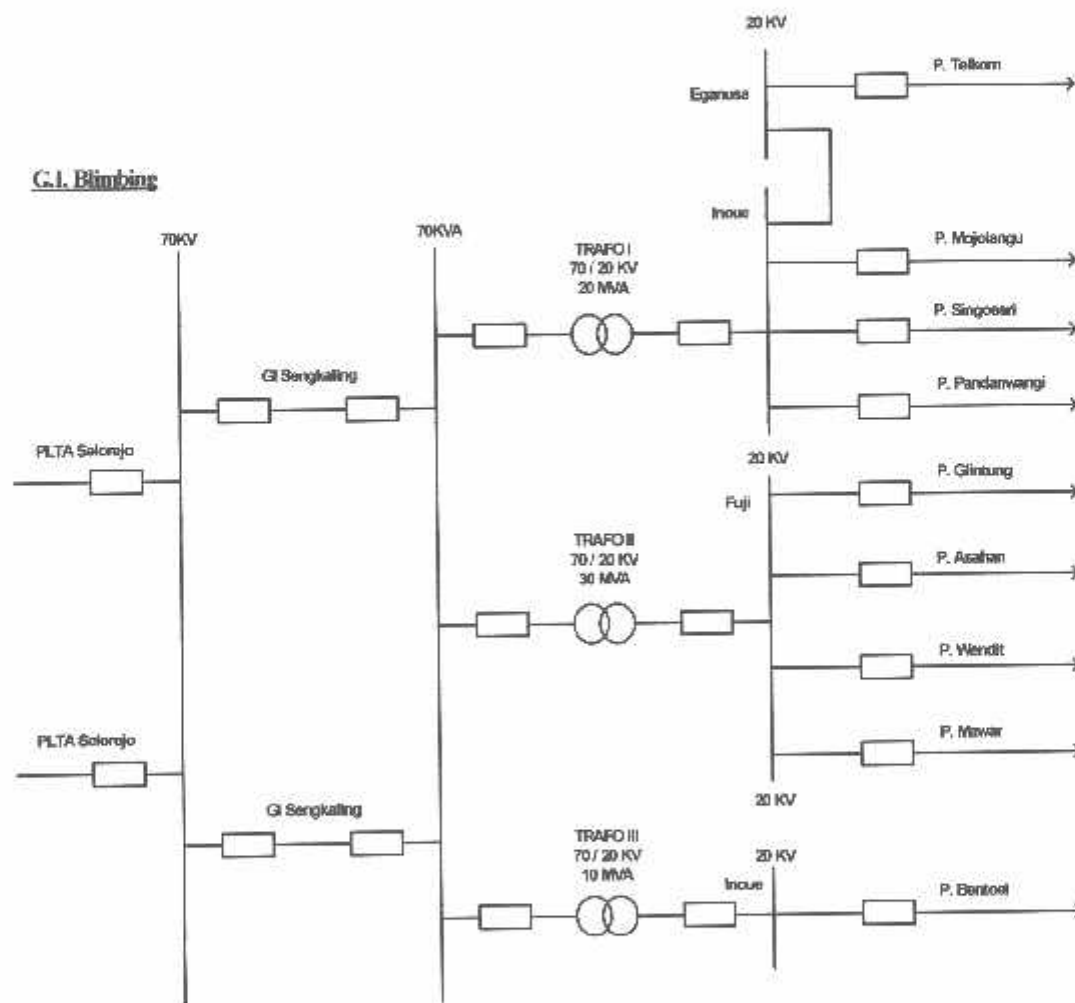 20 KV
P. Telkom
Eganusa
G.I. Blimbing
Inoue
70KV
70KVA
TRAFO I
70 / 20 KV
20 MVA
P. Mojolangu
P. Singosari
GI Sengkaling
P. Pandanwangi
PLTA Selorejo
20 KV
P. Glintung
Fuji
TRAFO II
70 / 20 KV
30 MVA
P. Asahan
P. Wendit
PLTA Selorejo
P. Mawar
GI Sengkaling
20 KV
TRAFO III
70 / 20 KV
10 MVA
20 KV
Inoue
P. Bentoel